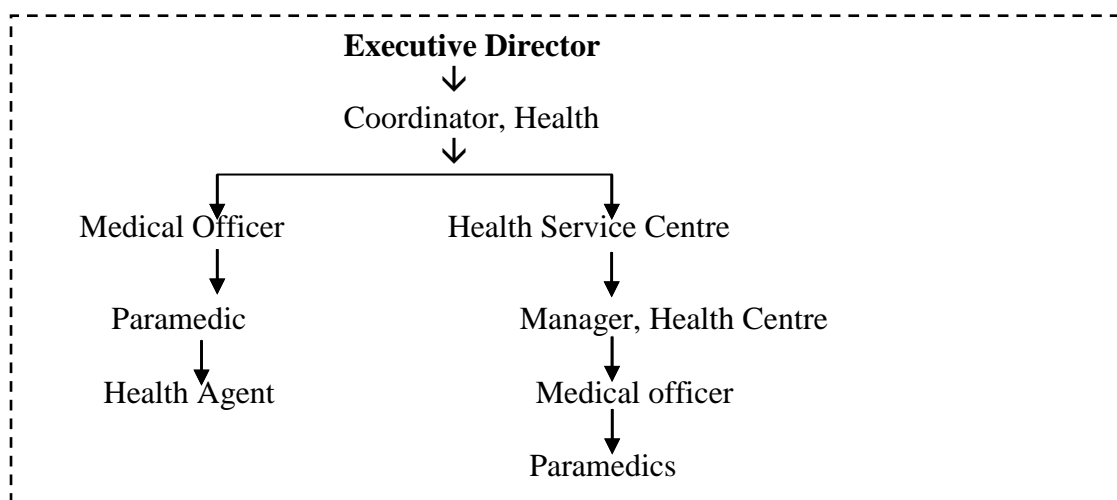 Executive Director
Coordinator, Health
Medical Officer Health Service Centre
Paramedic Manager, Health Centre
Health Agent Medical officer
Paramedics